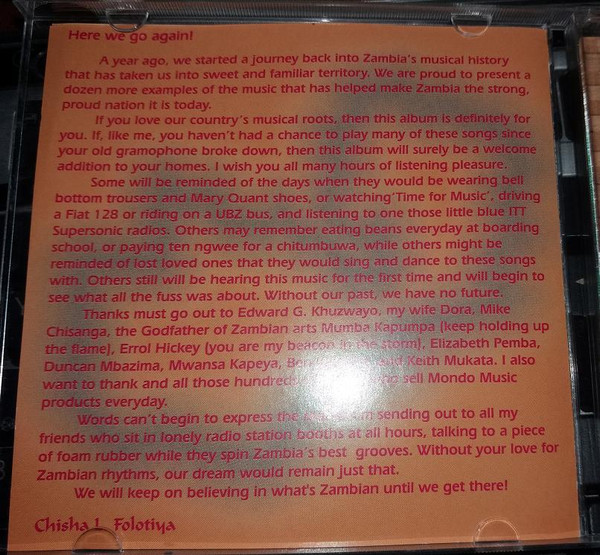 Here we go again!
A year ago, we started a journey back into Zambia's musical history
that has taken us into sweet and familiar territory. We are proud to present a
dozen more examples of the music that has helped make Zambia the strong,
proud nation it is today.
If you love our country's musical roots, then this album is definitely for
you. If, like me, you haven't had a chance to play many of these songs since
your old gramophone broke down, then this album will surely be a welcome
addition to your homes. I wish you all many hours of listening pleasure.
Some will be reminded of the days when they would be wearing bell
bottom trousers and Mary Quant shoes, or watching 'Time for Music', driving
a Fiat 128 or riding on a UBZ bus, and listening to one those little blue ITT
Supersonic radios. Others may remember eating beans everyday at boarding
school, or paying ten ngwee for a chitumbuwa, while others might be
reminded of lost loved ones that they would sing and dance to these songs
with. Others still will be hearing this music for the first time and will begin to
see what all the fuss was about. Without our past, we have no future.
Thanks must go out to Edward G. Khuzwayo, my wife Dora, Mike
Chisanga, the Godfather of Zambian arts Mumba Kapumpa (keep holding up
the flame), Errol Hickey (you are my beacon in the storm), Elizabeth Pemba,
Duncan Mbazima, Mwansa Kapeya, and Keith Mukata. I also
want to thank and all those hundreds who sell Mondo Music
products everyday.
Words can't begin to express the sending out to all my
friends who sit in lonely radio station booths at all hours, talking to a piece
of foam rubber while they spin Zambia's best grooves. Without your love for
Zambian rhythms, our dream would remain just that.
We will keep on believing in what's Zambian until we get there!
Chisha L. Folotiya